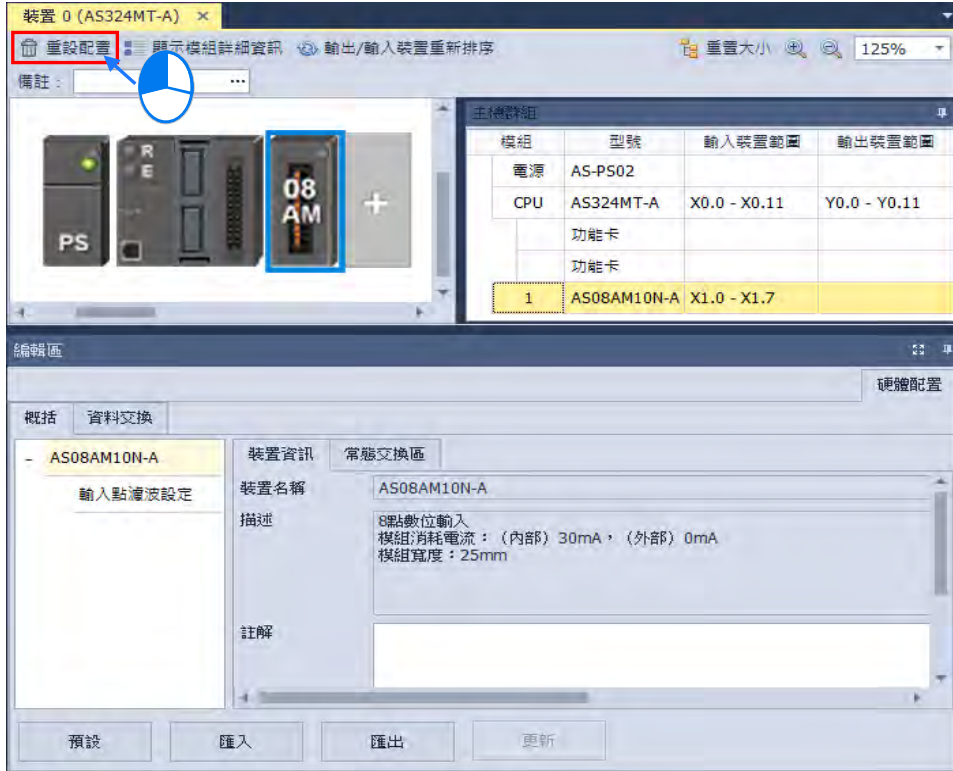 裝置 0 (AS324MT-A) ×
重設配置 顯示模組詳細資訊 輸出/輸入裝置重新排序 重置大小 125%
備註：
...
主機群組
模組 型號 輸入裝置範圍 輸出裝置範圍
電源 AS-PS02
CPU AS324MT-A X0.0 - X0.11 Y0.0 - Y0.11
功能卡
功能卡
1 AS08AM10N-A X1.0 - X1.7
R
E
PS
08
AM
+
編輯區
硬體配置
概括 資料交換
- AS08AM10N-A
輸入點濾波設定
裝置資訊 常態交換區
裝置名稱 AS08AM10N-A
描述 8點數位輸入
模組消耗電流：（內部）30mA，（外部）0mA
模組寬度：25mm
註解
預設 匯入 匯出 更新